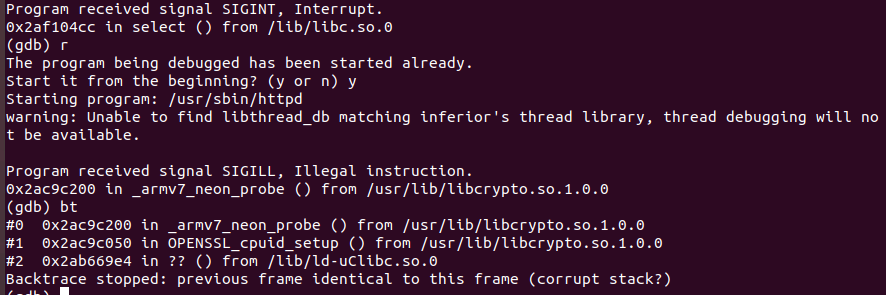 Program received signal SIGINT, Interrupt.
0x2af104cc in select () from /lib/libc.so.0
(gdb) r
The program being debugged has been started already.
Start it from the beginning? (y or n) y
Starting program: /usr/sbin/httpd
warning: Unable to find libthread_db matching inferior's thread library, thread debugging will no
t be available.
Program received signal SIGILL, Illegal instruction.
0x2ac9c200 in _armv7_neon_probe () from /usr/lib/libcrypto.so.1.0.0
(gdb) bt
#0  0x2ac9c200 in _armv7_neon_probe () from /usr/lib/libcrypto.so.1.0.0
#1  0x2ac9c050 in OPENSSL_cpuid_setup () from /usr/lib/libcrypto.so.1.0.0
#2  0x2ab669e4 in ?? () from /lib/ld-uClibc.so.0
Backtrace stopped: previous frame identical to this frame (corrupt stack?)
(gdb)